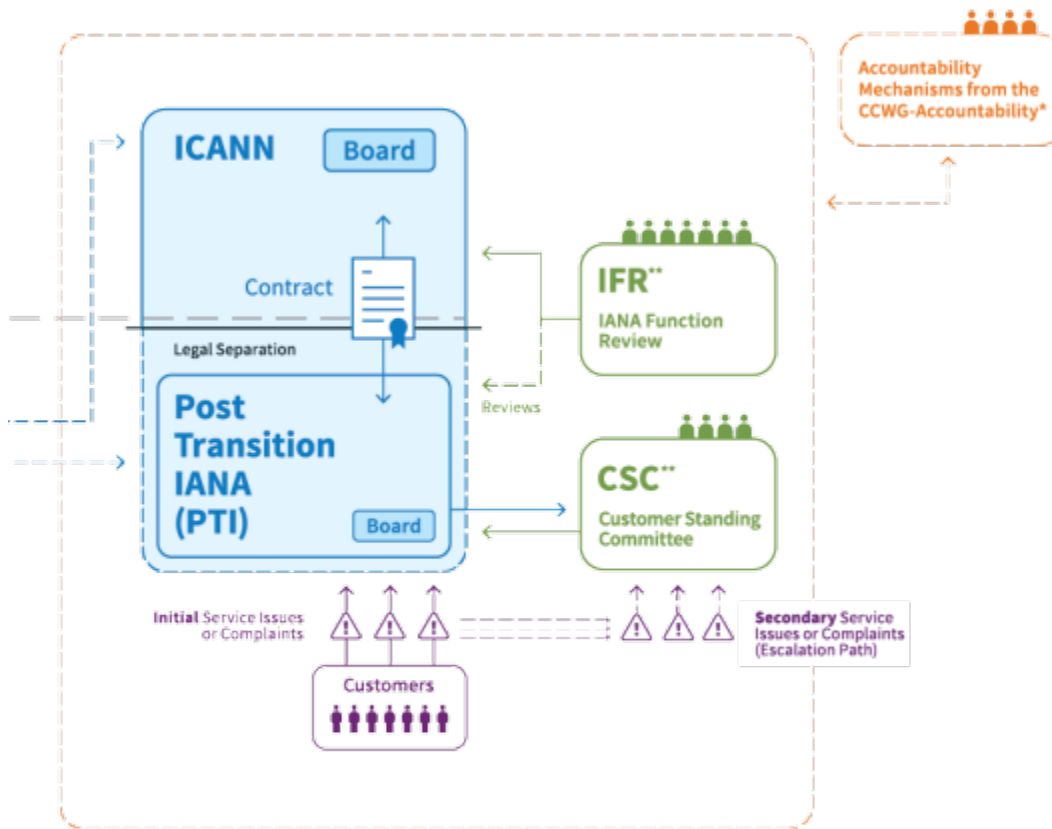 Accountability
Mechanisms from the
CCWG-Accountability*
ICANN
Board
Contract
Legal Separation
IFR**
IANA Function
Review
Reviews
Post
Transition
IANA
(PTI)
Board
CSC**
Customer Standing
Committee
Initial Service Issues
or Complaints
Secondary Service
Issues or Complaints
(Escalation Path)
Customers